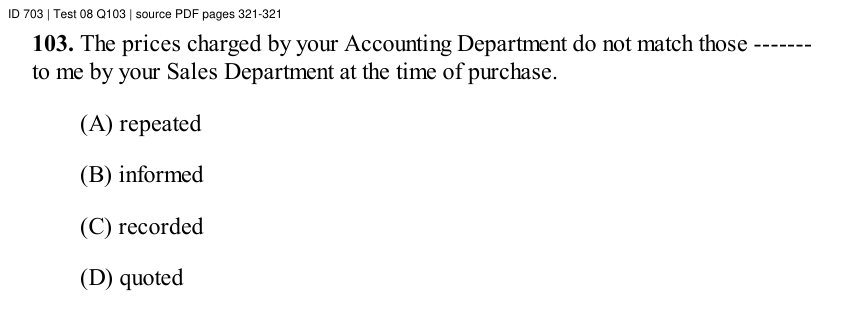 ID 703 | Test 08 Q103 | source PDF pages 321-321
103. The prices charged by your Accounting Department do not match those -------
to me by your Sales Department at the time of purchase.
(A) repeated
(B) informed
(C) recorded
(D) quoted